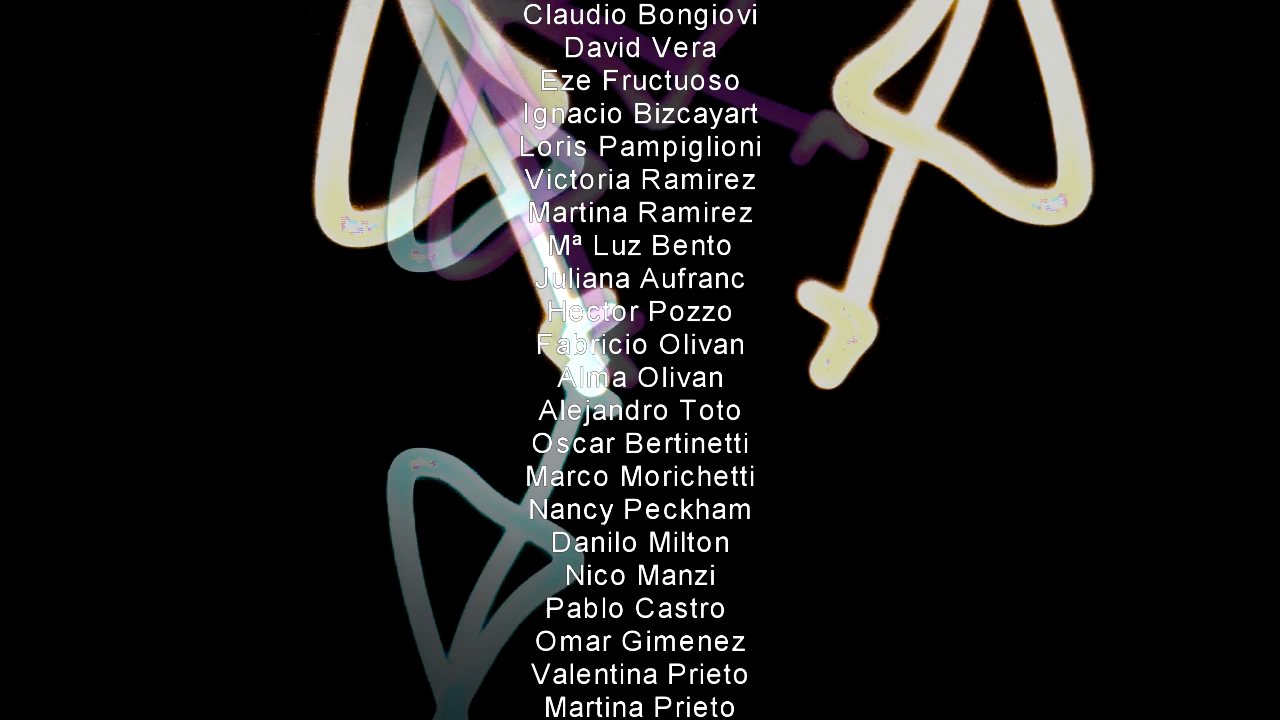 Claudio Bongiovi
David Vera
Eze Fructuoso
Ignacio Bizcayart
Loris Pampiglioni
Victoria Ramirez
Martina Ramirez
Mª Luz Bento
Juliana Aufranc
Hector Pozzo
Fabricio Olivan
Alma Olivan
Alejandro Toto
Oscar Bertinetti
Marco Morichetti
Nancy Peckham
Danilo Milton
Nico Manzi
Pablo Castro
Omar Gimenez
Valentina Prieto
Martina Prieto